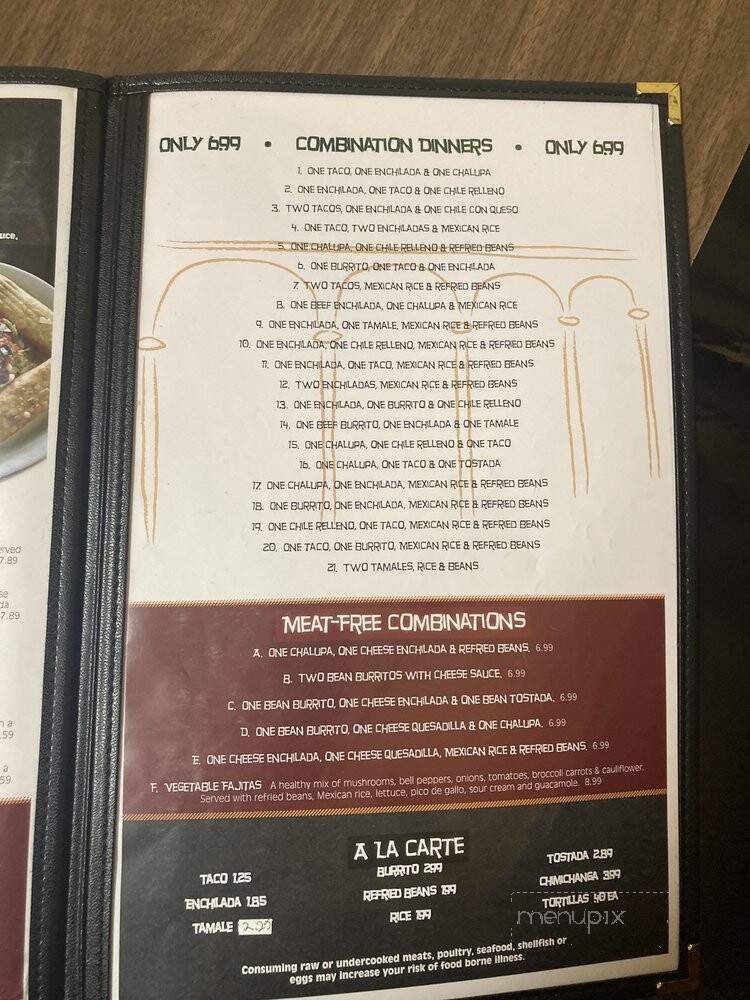 uce,
erved
7.89
se
da
7.89
n a
.59
a
59
ONLY 6.99 • COMBINATION DINNERS • ONLY 6.99
1. ONE TACO, ONE ENCHILADA & ONE CHALUPA
2. ONE ENCHILADA, ONE TACO & ONE CHILE RELLENO
3. TWO TACOS, ONE ENCHILADA & ONE CHILE CON QUESO
4. ONE TACO, TWO ENCHILADAS & MEXICAN RICE
5. ONE CHALUPA, ONE CHILE RELLENO & REFRIED BEANS
6. ONE BURRITO, ONE TACO & ONE ENCHILADA
7. TWO TACOS, MEXICAN RICE & REFRIED BEANS
8. ONE BEEF ENCHILADA, ONE CHALUPA & MEXICAN RICE
9. ONE ENCHILADA, ONE TAMALE, MEXICAN RICE & REFRIED BEANS
10. ONE ENCHILADA, ONE CHILE RELLENO, MEXICAN RICE & REFRIED BEANS
11. ONE ENCHILADA, ONE TACO, MEXICAN RICE & REFRIED BEANS
12. TWO ENCHILADAS, MEXICAN RICE & REFRIED BEANS
13. ONE ENCHILADA, ONE BURRITO & ONE CHILE RELLENO
14. ONE BEEF BURRITO, ONE ENCHILADA & ONE TAMALE
15. ONE CHALUPA, ONE CHILE RELLENO & ONE TACO
16. ONE CHALUPA, ONE TACO & ONE TOSTADA
17. ONE CHALUPA, ONE ENCHILADA, MEXICAN RICE & REFRIED BEANS
18. ONE BURRITO, ONE ENCHILADA, MEXICAN RICE & REFRIED BEANS
19. ONE CHILE RELLENO, ONE TACO, MEXICAN RICE & REFRIED BEANS
20. ONE TACO, ONE BURRITO, MEXICAN RICE & REFRIED BEANS
21. TWO TAMALES, RICE & BEANS
MEAT-FREE COMBINATIONS
A. ONE CHALUPA, ONE CHEESE ENCHILADA & REFRIED BEANS. 6.99
B. TWO BEAN BURRITOS WITH CHEESE SAUCE. 6.99
C. ONE BEAN BURRITO, ONE CHEESE ENCHILADA & ONE BEAN TOSTADA. 6.99
D. ONE BEAN BURRITO, ONE CHEESE QUESADILLA & ONE CHALUPA. 6.99
E. ONE CHEESE ENCHILADA, ONE CHEESE QUESADILLA, MEXICAN RICE & REFRIED BEANS. 6.99
F. VEGETABLE FAJITAS A healthy mix of mushrooms, bell peppers, onions, tomatoes, broccoli carrots & cauliflower.
Served with refried beans, Mexican rice, lettuce, pico de gallo, sour cream and guacamole. 8.99
A LA CARTE
TACO 1.25
ENCHILADA 1.85
TAMALE 2.25
BURRITO 2.99
REFRIED BEANS 1.99
RICE 1.99
TOSTADA 2.89
CHIMICHANGA 3.99
TORTILLAS .40 EA
menupix
Consuming raw or undercooked meats, poultry, seafood, shellfish or
eggs may increase your risk of food borne illness.